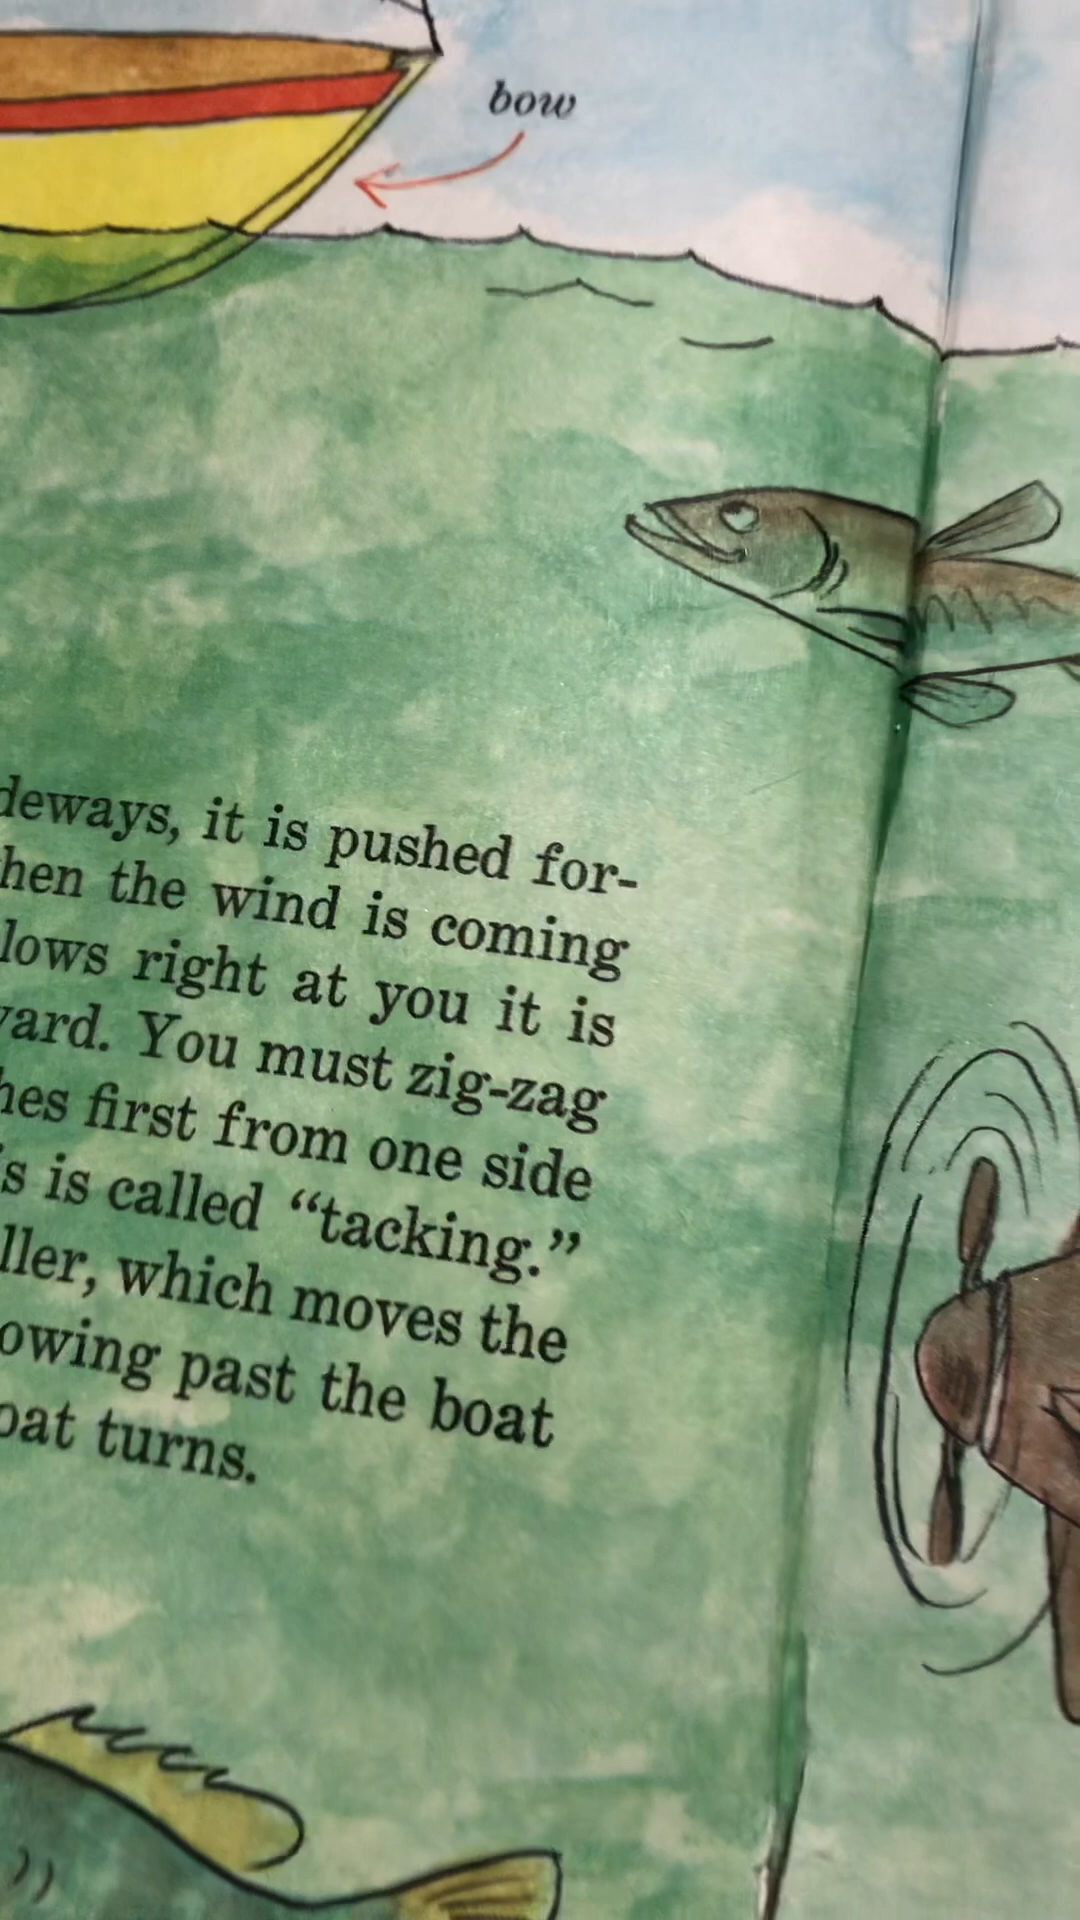 bow
deways, it is pushed for-
hen the wind is coming
lows right at you it is
ard. You must zig-zag
hes first from one side
s is called “tacking.”
ller, which moves the
owing past the boat
oat turns.